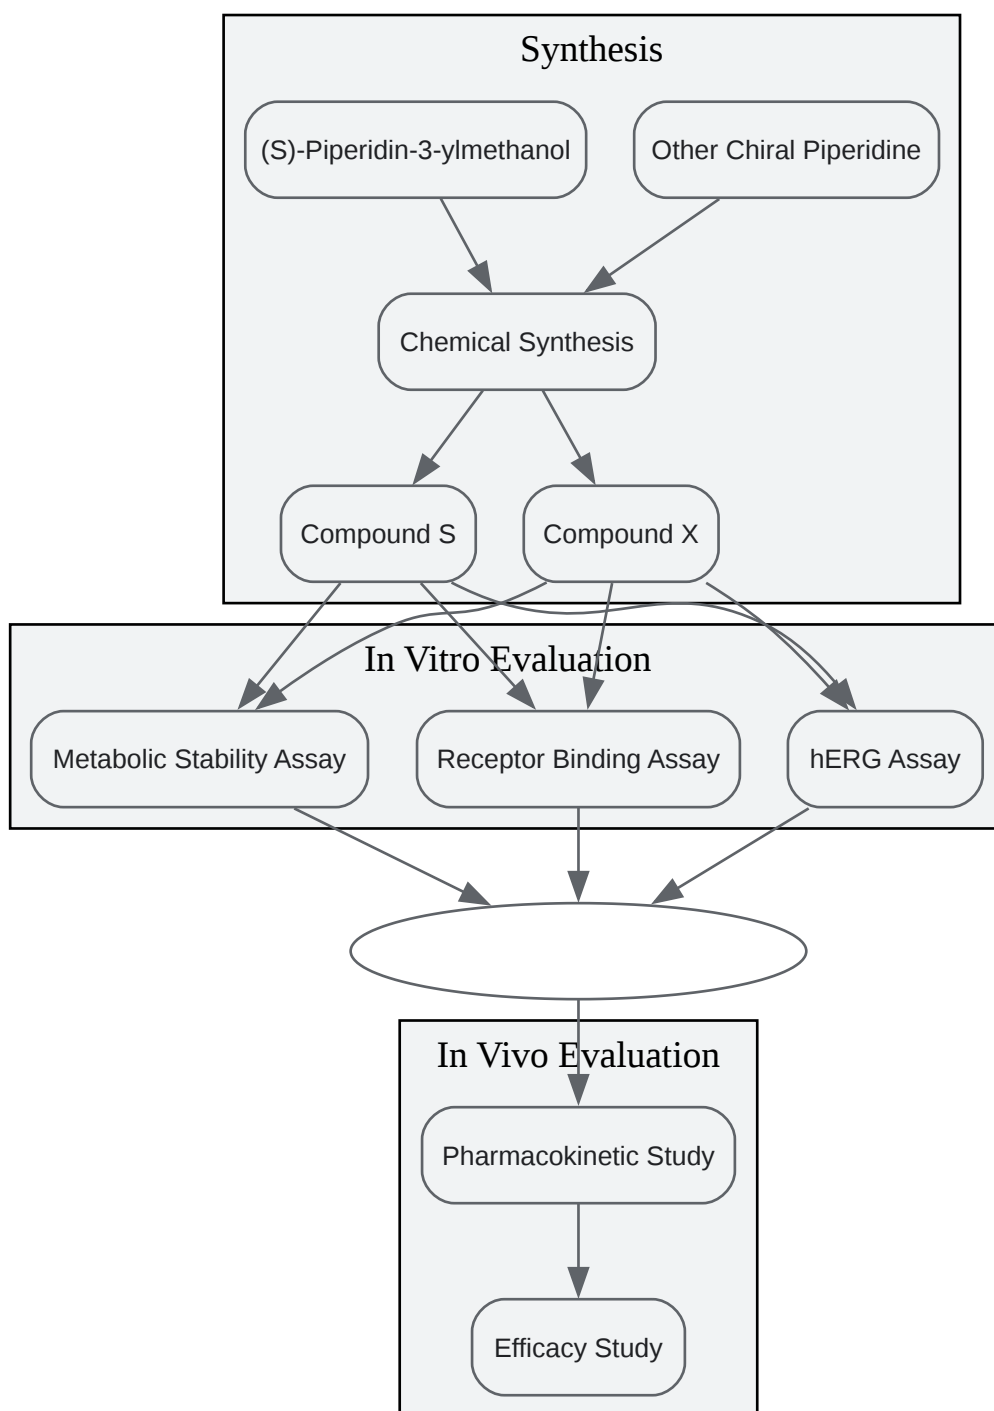 Synthesis
(S)-Piperidin-3-ylmethanol
Other Chiral Piperidine
Chemical Synthesis
Compound S
Compound X
In Vitro Evaluation
Metabolic Stability Assay
Receptor Binding Assay
hERG Assay
In Vivo Evaluation
Pharmacokinetic Study
Efficacy Study